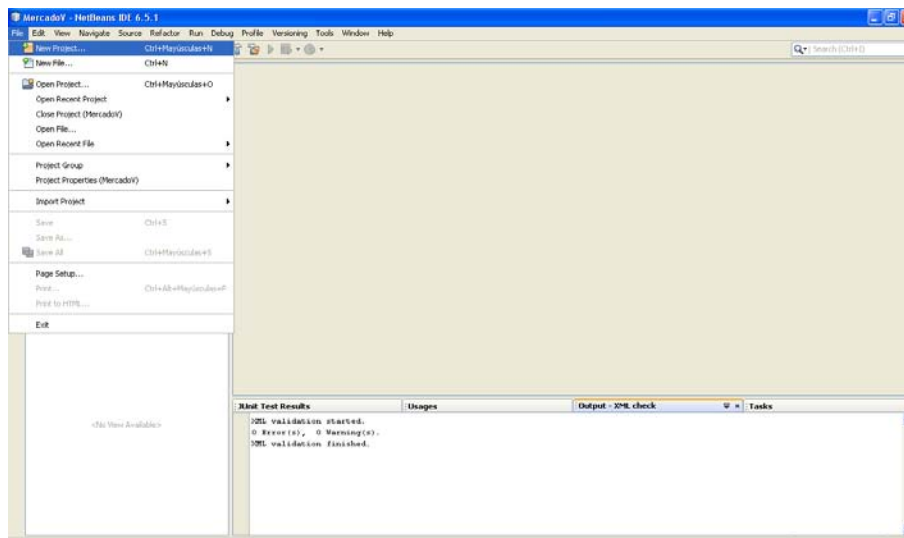 MercadoV - NetBeans IDE 6.5.1
File Edit View Navigate Source Refactor Run Debug Profile Versioning Tools Window Help
New Project... Ctrl+Mayúsculas+N
Search (Ctrl+I)
New File... Ctrl+N
Open Project... Ctrl+Mayúsculas+O
Open Recent Project
Close Project (MercadoV)
Open File...
Open Recent File
Project Group
Project Properties (MercadoV)
Import Project
Save Ctrl+S
Save As...
Save All Ctrl+Mayúsculas+S
Page Setup...
Print... Ctrl+Alt+Mayúsculas+P
Print to HTML...
Exit
<No View Available>
JUnit Test Results Usages Output - XML check Tasks
XML validation started.
0 Error(s), 0 Warning(s).
XML validation finished.